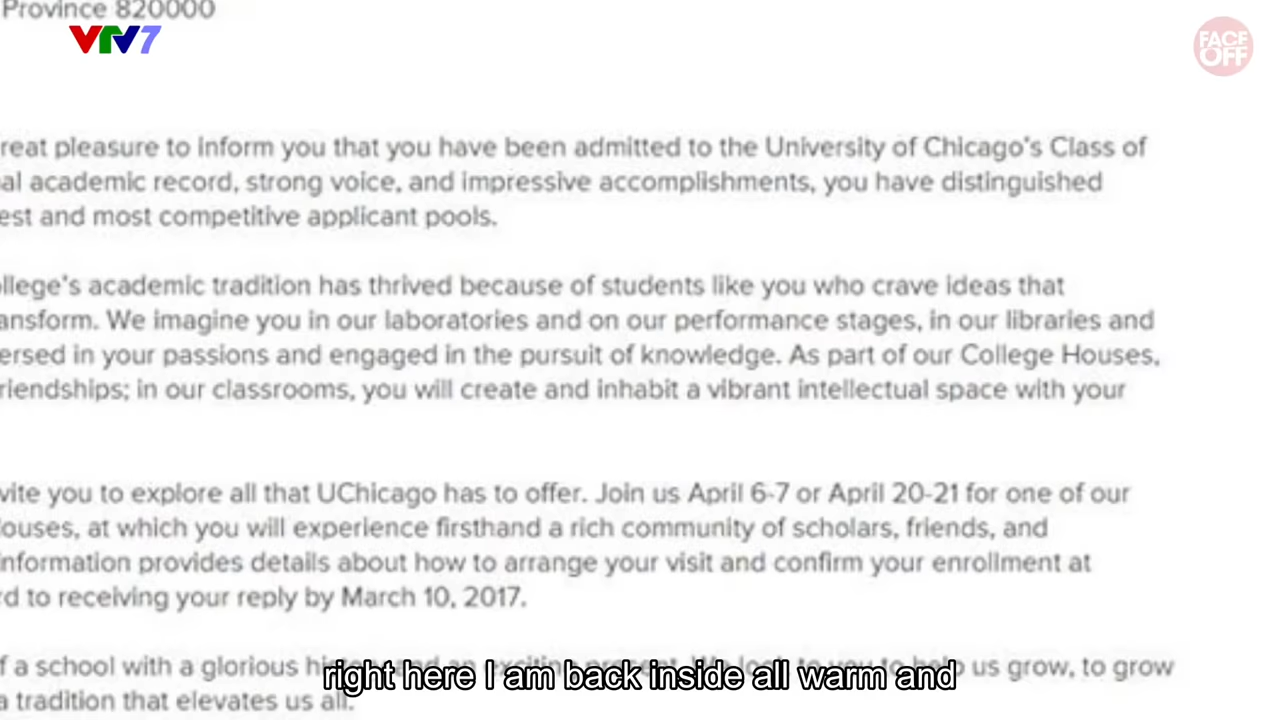 Province 820000
VTV7
FACE
OFF
reat pleasure to inform you that you have been admitted to the University of Chicago's Class of
al academic record, strong voice, and impressive accomplishments, you have distinguished
est and most competitive applicant pools.
ollege's academic tradition has thrived because of students like you who crave ideas that
ansform. We imagine you in our laboratories and on our performance stages, in our libraries and
ersed in your passions and engaged in the pursuit of knowledge. As part of our College Houses,
riendships; in our classrooms, you will create and inhabit a vibrant intellectual space with your
vite you to explore all that UChicago has to offer. Join us April 6-7 or April 20-21 for one of our
ouses, at which you will experience firsthand a rich community of scholars, friends, and
nformation provides details about how to arrange your visit and confirm your enrollment at
rd to receiving your reply by March 10, 2017.
f a school with a glorious us grow, to grow
right here I am back inside all warm and
a tradition that elevates us all.